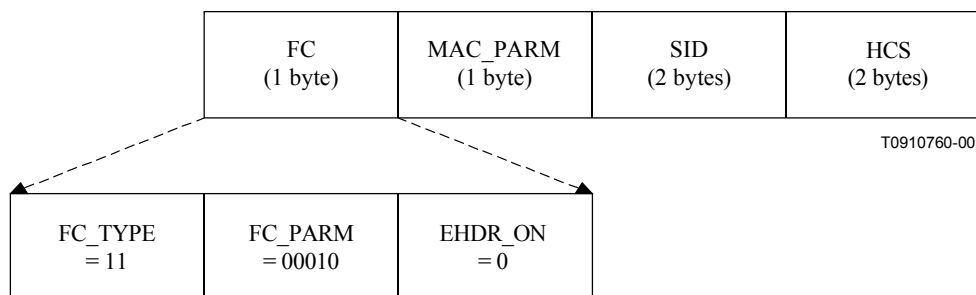 FC
(1 byte)
MAC_PARM
(1 byte)
SID
(2 bytes)
HCS
(2 bytes)
T0910760-00
FC_TYPE
= 11
FC_PARM
= 00010
EHDR_ON
= 0